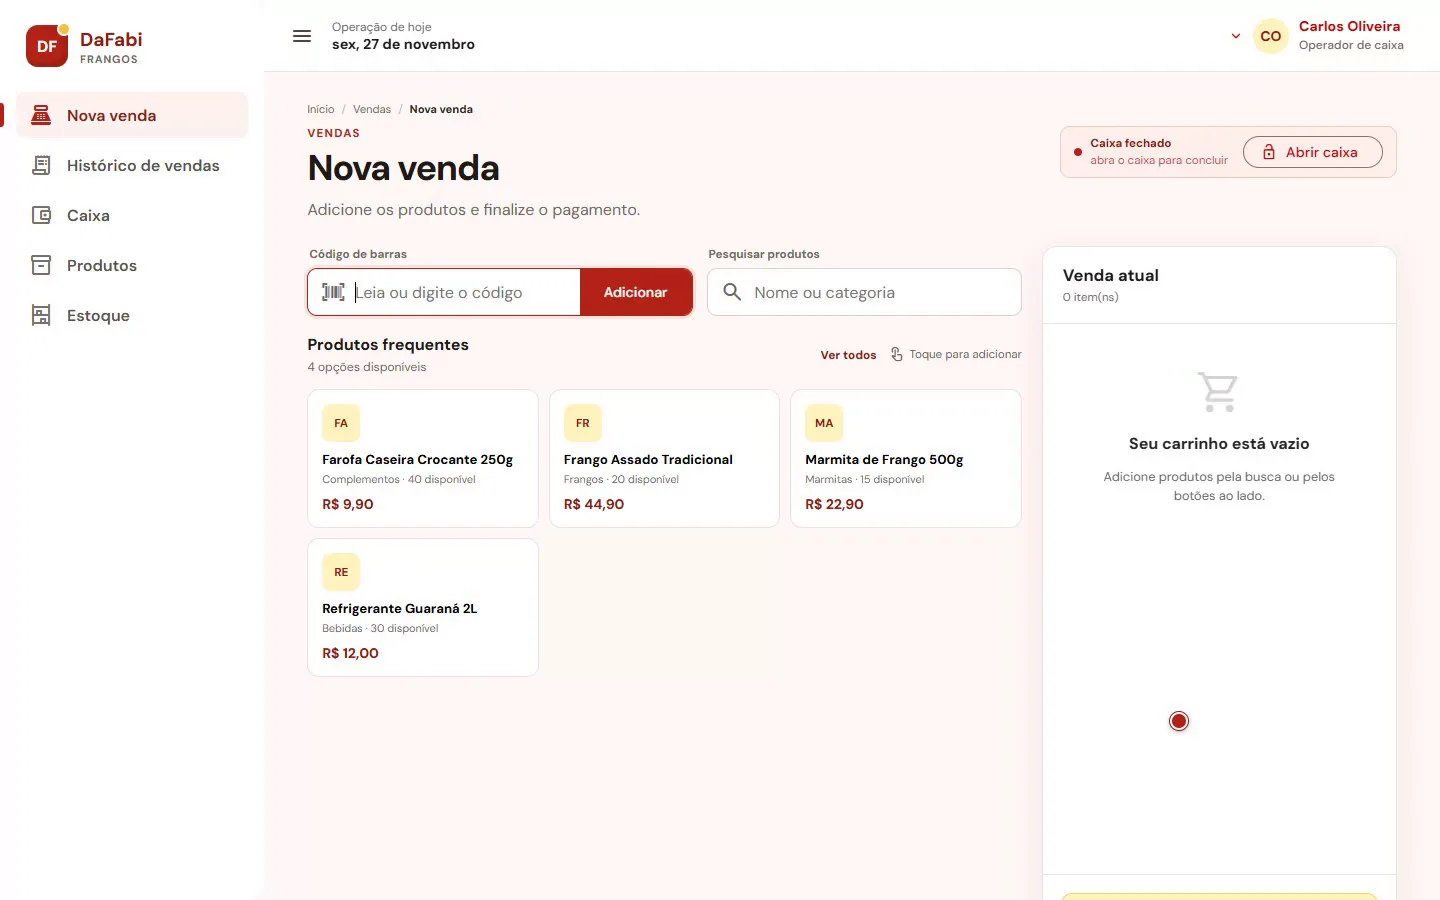 DF
DaFabi
FRANGOS
Nova venda
Histórico de vendas
Caixa
Produtos
Estoque
Operação de hoje
sex, 27 de novembro
CO
Carlos Oliveira
Operador de caixa
Início / Vendas / Nova venda
VENDAS
Nova venda
Adicione os produtos e finalize o pagamento.
Caixa fechado
abra o caixa para concluir
Abrir caixa
Código de barras
Leia ou digite o código
Adicionar
Pesquisar produtos
Nome ou categoria
Produtos frequentes
4 opções disponíveis
Ver todos
Toque para adicionar
FA
Farofa Caseira Crocante 250g
Complementos · 40 disponível
R$ 9,90
FR
Frango Assado Tradicional
Frangos · 20 disponível
R$ 44,90
MA
Marmita de Frango 500g
Marmitas · 15 disponível
R$ 22,90
RE
Refrigerante Guaraná 2L
Bebidas · 30 disponível
R$ 12,00
Venda atual
0 item(ns)
Seu carrinho está vazio
Adicione produtos pela busca ou pelos
botões ao lado.